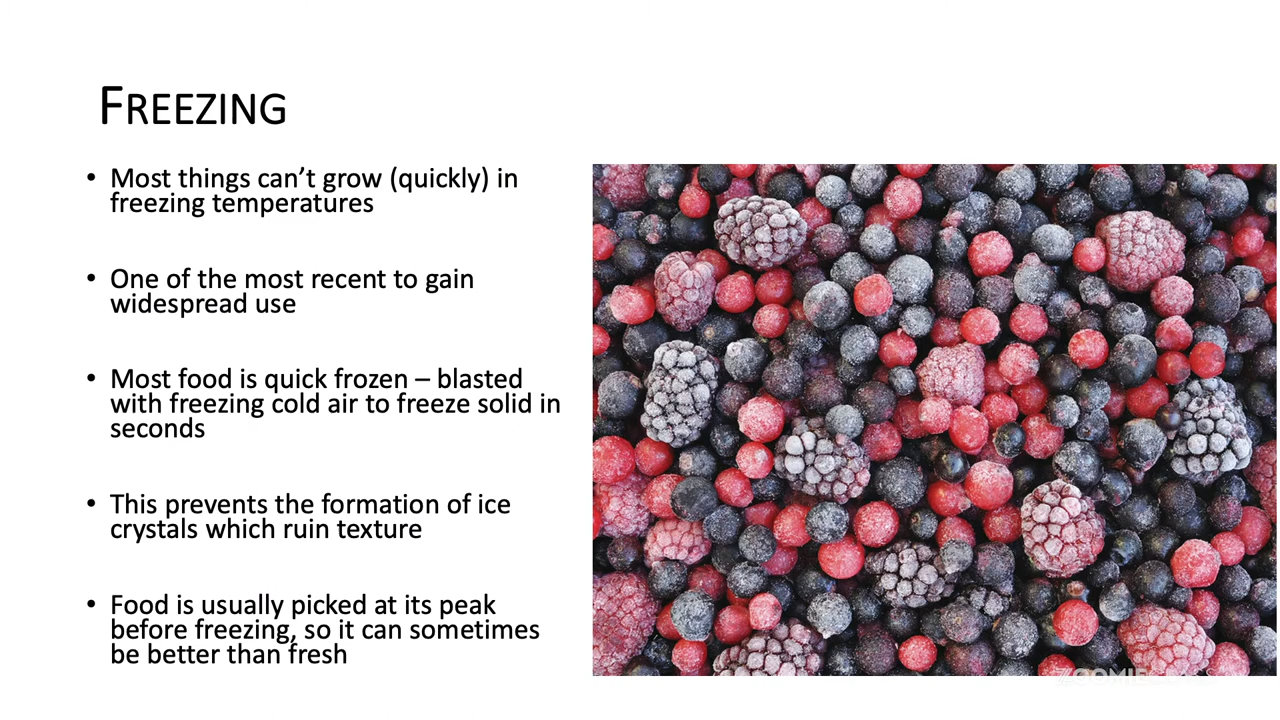 FREEZING
• Most things can’t grow (quickly) in
freezing temperatures
• One of the most recent to gain
widespread use
• Most food is quick frozen – blasted
with freezing cold air to freeze solid in
seconds
• This prevents the formation of ice
crystals which ruin texture
• Food is usually picked at its peak
before freezing, so it can sometimes
be better than fresh